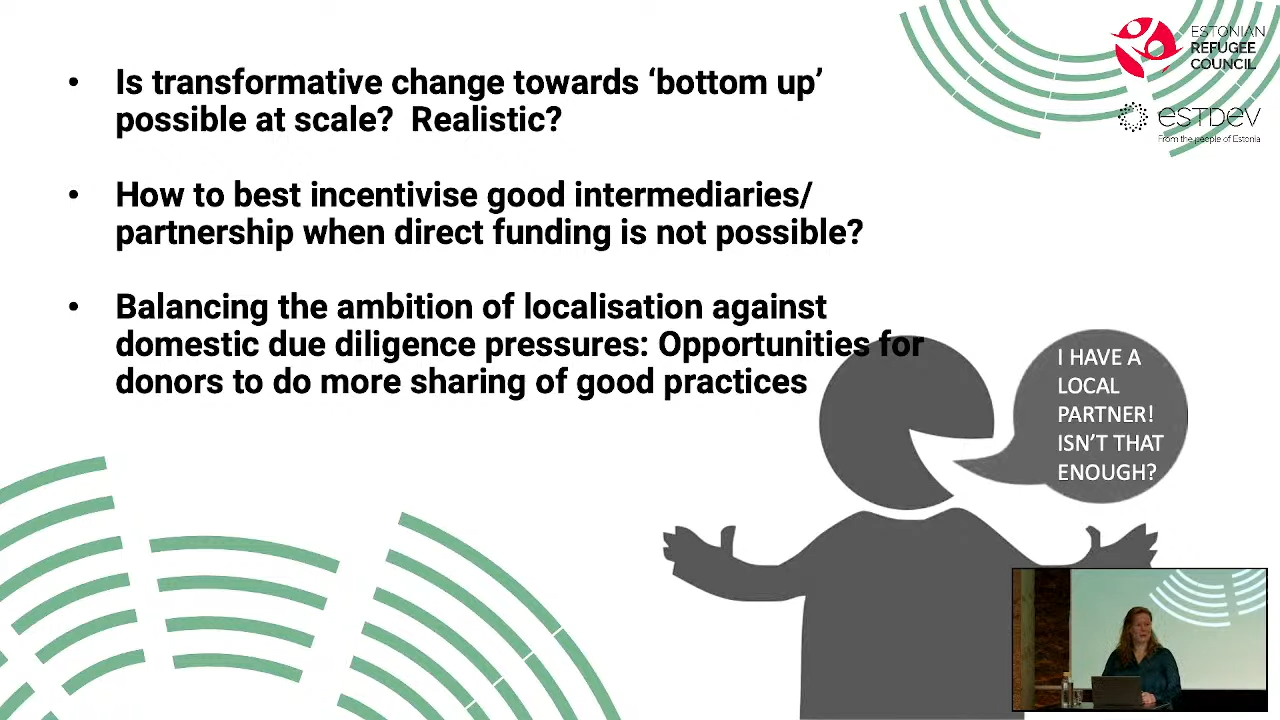 • Is transformative change towards ‘bottom up’
possible at scale?  Realistic?
• How to best incentivise good intermediaries/
partnership when direct funding is not possible?
• Balancing the ambition of localisation against
domestic due diligence pressures: Opportunities for
donors to do more sharing of good practices
I HAVE A
LOCAL
PARTNER!
ISN’T THAT
ENOUGH?
ESTONIAN
REFUGEE
COUNCIL
ESTDEV
From the people of Estonia